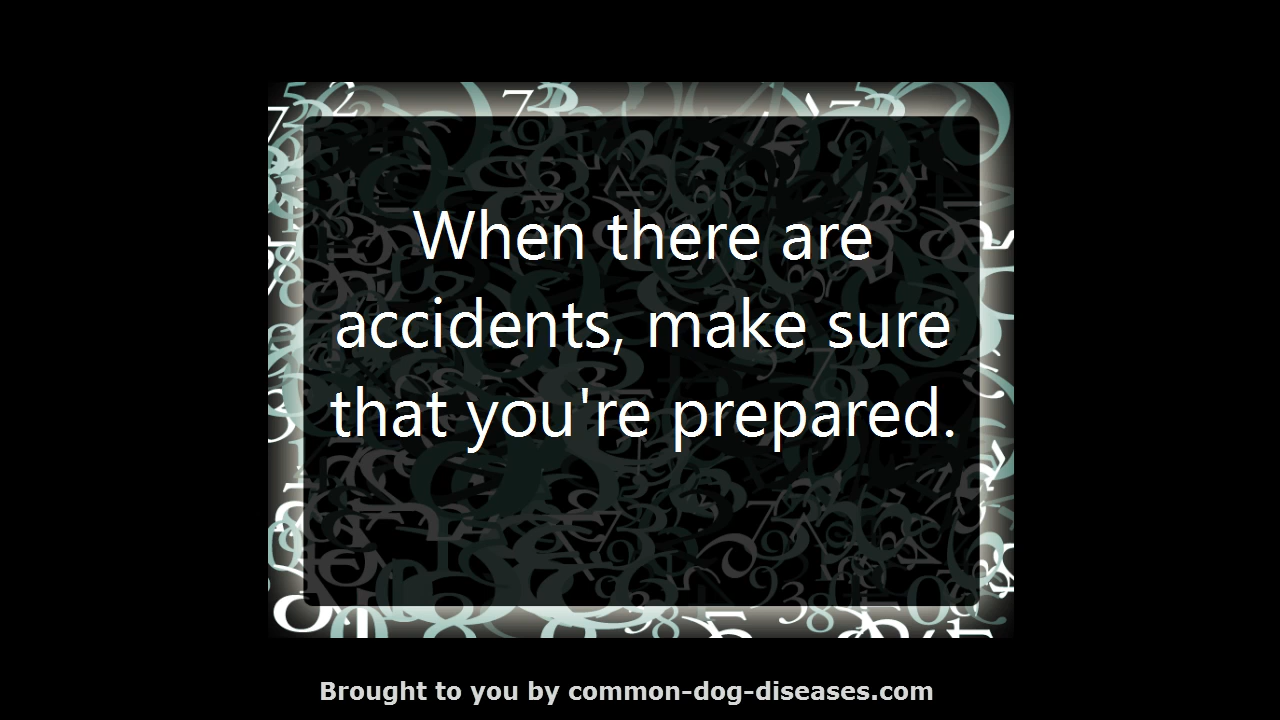 When there are
accidents, make sure
that you're prepared.
Brought to you by common-dog-diseases.com